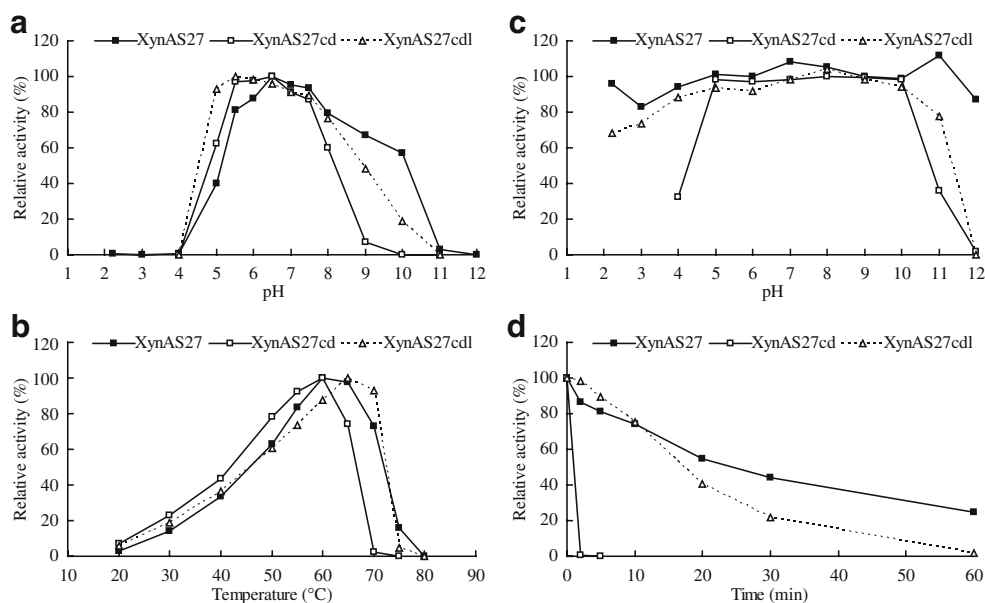 a
XynAS27 XynAS27cd XynAS27cdl
Relative activity (%)
120
100
80
60
40
20
0
1 2 3 4 5 6 7 8 9 10 11 12
pH
c
XynAS27 XynAS27cd XynAS27cdl
Relative activity (%)
120
100
80
60
40
20
0
1 2 3 4 5 6 7 8 9 10 11 12
pH
b
XynAS27 XynAS27cd XynAS27cdl
Relative activity (%)
120
100
80
60
40
20
0
10 20 30 40 50 60 70 80 90
Temperature (°C)
d
XynAS27 XynAS27cd XynAS27cdl
Relative activity (%)
120
100
80
60
40
20
0
0 10 20 30 40 50 60
Time (min)